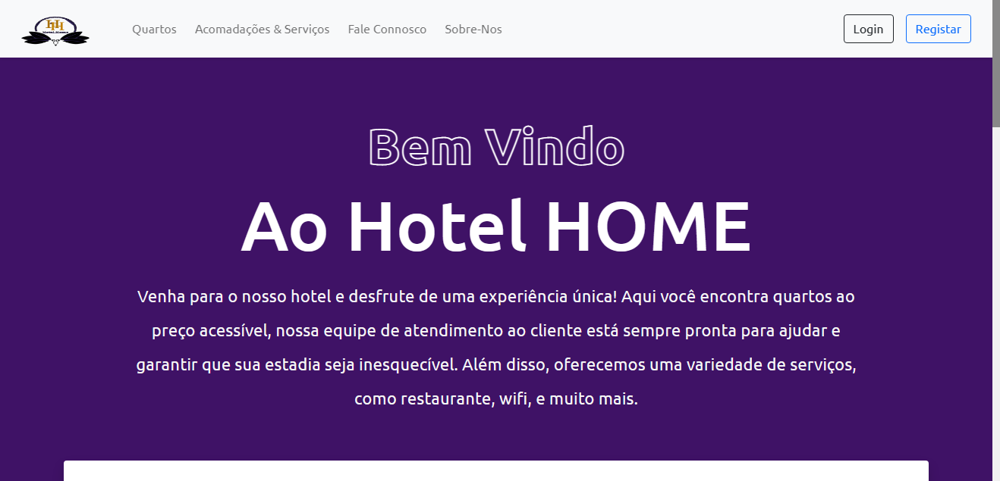 HH
Quartos
Acomadações & Serviços
Fale Connosco
Sobre-Nos
Login
Registar
Bem Vindo
Ao Hotel HOME
Venha para o nosso hotel e desfrute de uma experiência única! Aqui você encontra quartos ao
preço acessível, nossa equipe de atendimento ao cliente está sempre pronta para ajudar e
garantir que sua estadia seja inesquecível. Além disso, oferecemos uma variedade de serviços,
como restaurante, wifi, e muito mais.